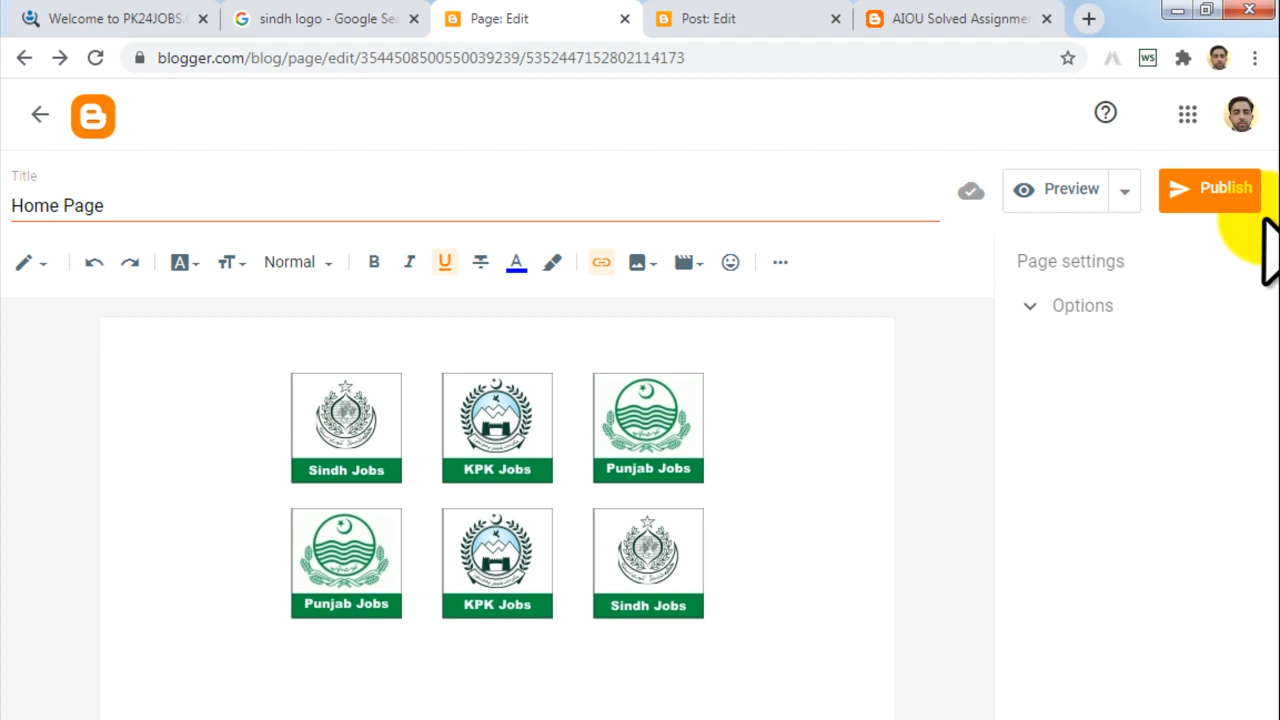 Welcome to PK24JOBS.
sindh logo - Google Se
Page: Edit
Post: Edit
AIOU Solved Assignme
blogger.com/blog/page/edit/3544508500550039239/5352447152802114173
WS
Title
Home Page
Preview
Publish
Normal
B I U A
Page settings
Options
Sindh Jobs
KPK Jobs
Punjab Jobs
Punjab Jobs
KPK Jobs
Sindh Jobs